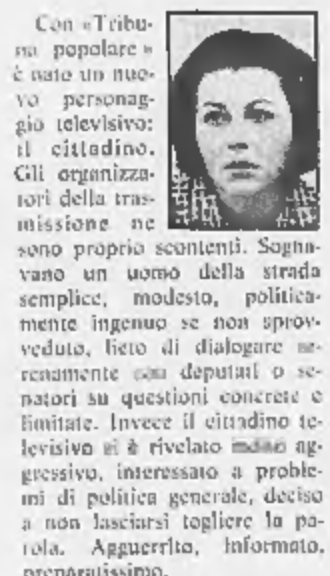 Con «Tribu-
na popolare»
è nato un nuo-
vo personag-
gio televisivo:
il cittadino.
Gli organizza-
tori della tras-
missione ne
sono proprio scontenti. Sogna-
vano un uomo della strada
semplice, modesto, politica-
mente ingenuo se non sprov-
veduto, lieto di dialogare se-
renamente con deputati o se-
natori su questioni concrete e
limitate. Invece il cittadino te-
levisivo si è rivelato ag-
gressivo, interessato a proble-
mi di politica generale, deciso
a non lasciarsi togliere la pa-
rola. Agguerrito, informato,
preparatissimo.